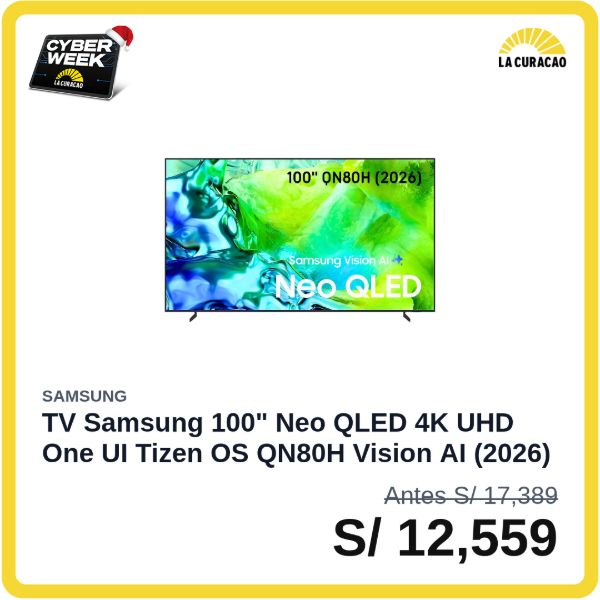 CYBER
WEEK
LA CURACAO
LA CURACAO
100" QN80H (2026)
Samsung Vision AI
Neo QLED
SAMSUNG
TV Samsung 100" Neo QLED 4K UHD
One UI Tizen OS QN80H Vision AI (2026)
Antes S/ 17,389
S/ 12,559